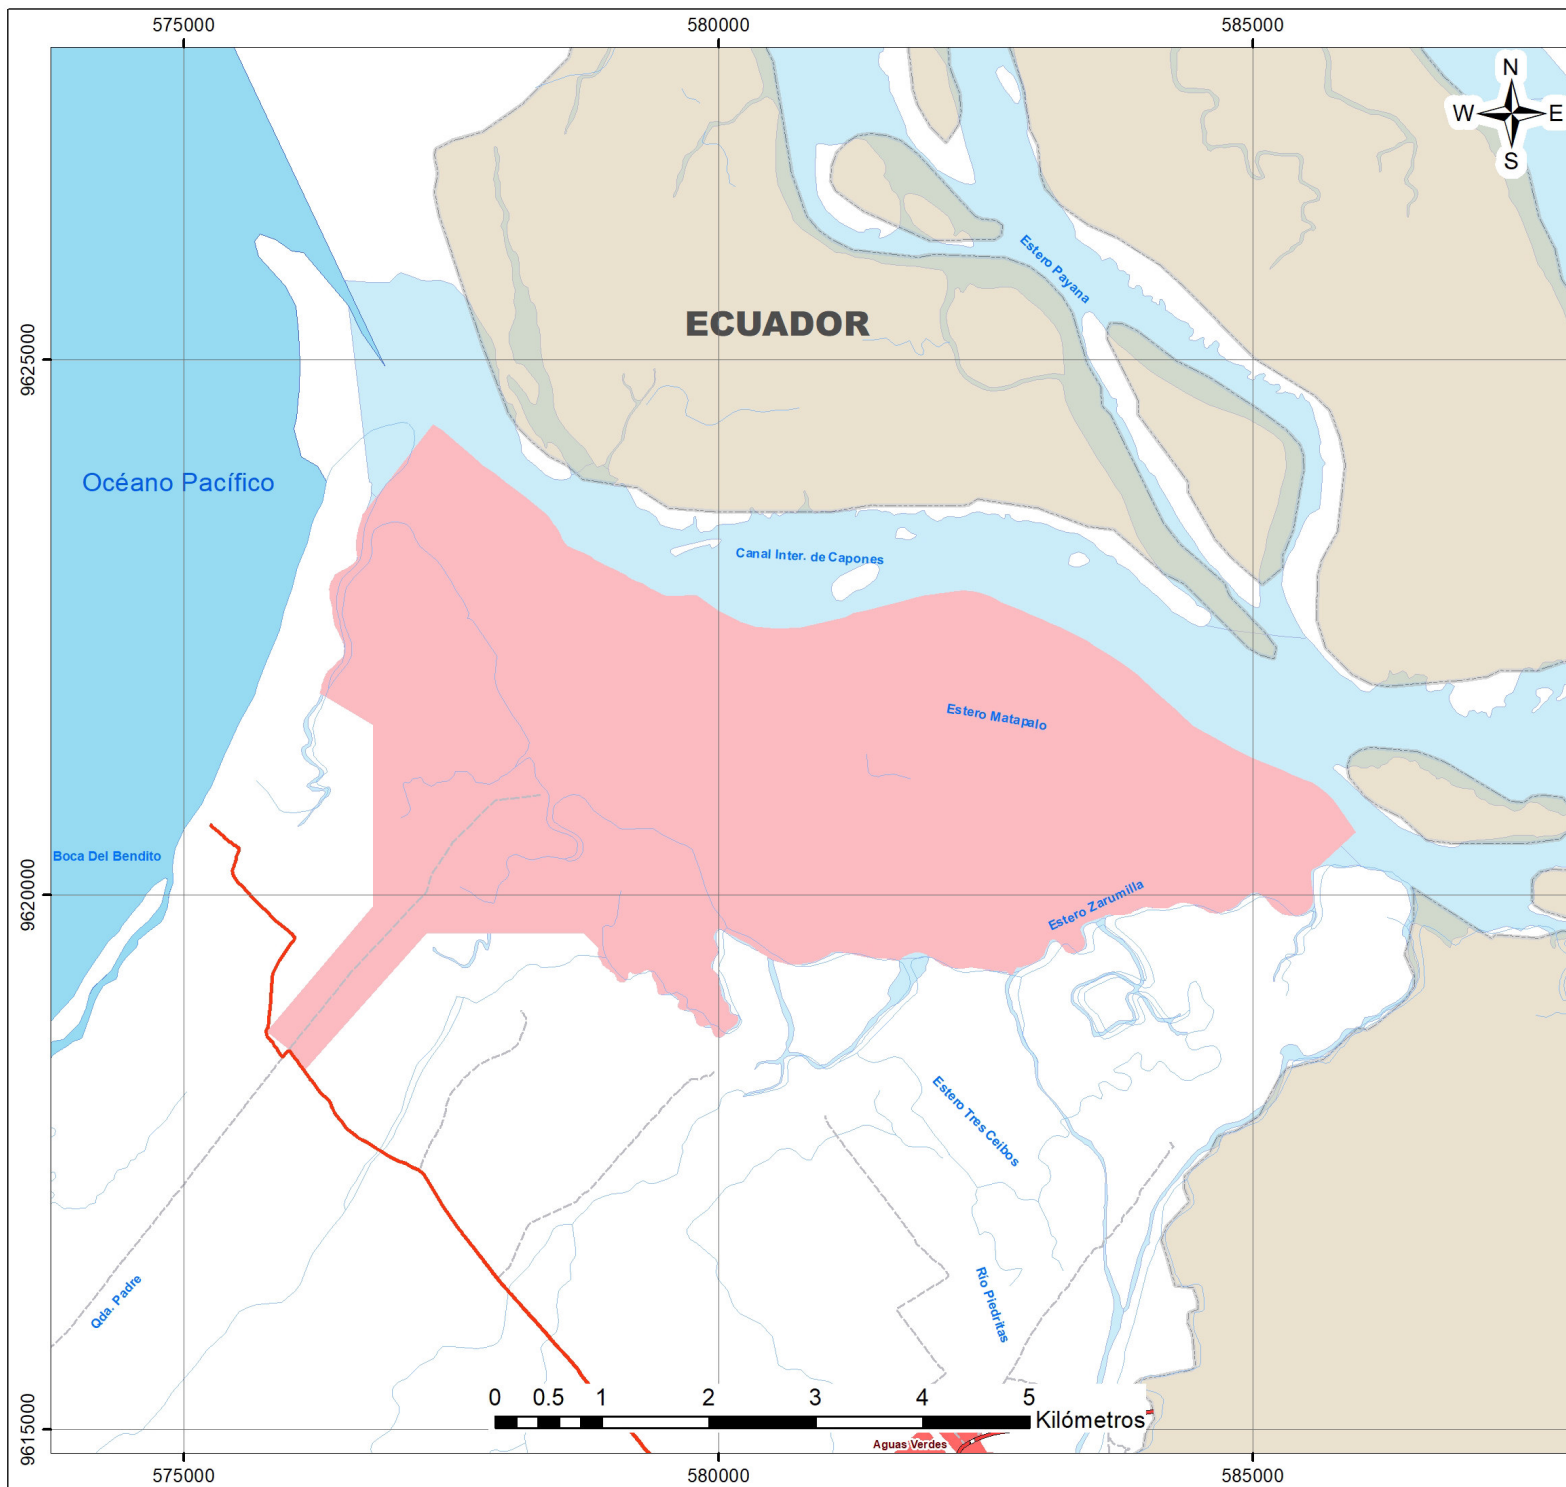 575000
580000
585000
N
W
E
S
Estero Payana
ECUADOR
9625000
Océano Pacífico
Canal Inter. de Capones
Estero Matapalo
Boca Del Bendito
9620000
Estero Zarumilla
Estero Tres Ceibos
Qda. Padre
Rio Piedritas
0 0.5 1 2 3 4 5
Kilómetros
9615000
Aguas Verdes
575000
580000
585000